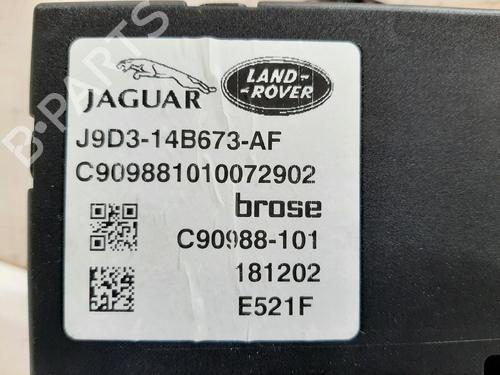 B-PARTS
JAGUAR
LAND-
-ROVER
J9D3-14B673-AF
C909881010072902
brose
C90988-101
181202
E521F